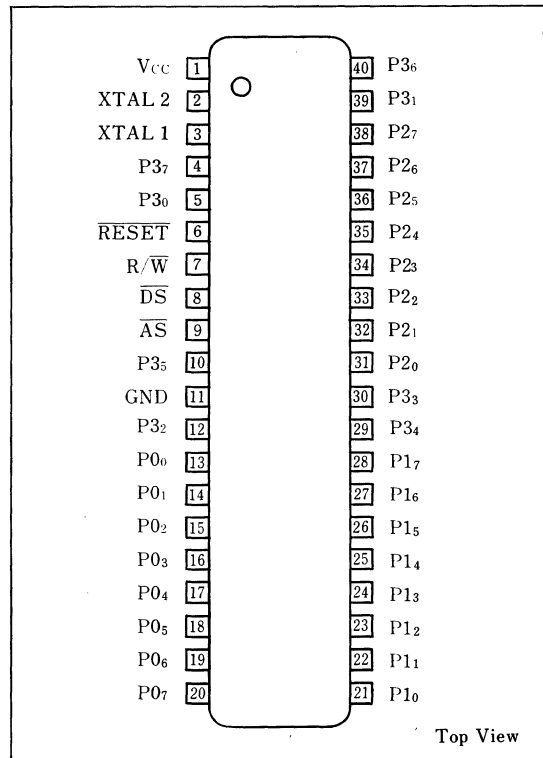 Vcc 1 40 P3₆
XTAL 2 2 39 P3₁
XTAL 1 3 38 P2₇
P3₇ 4 37 P2₆
P3₀ 5 36 P2₅
R̅E̅S̅E̅T̅ 6 35 P2₄
R/W̅ 7 34 P2₃
D̅S̅ 8 33 P2₂
A̅S̅ 9 32 P2₁
P3₅ 10 31 P2₀
GND 11 30 P3₃
P3₂ 12 29 P3₄
P0₀ 13 28 P1₇
P0₁ 14 27 P1₆
P0₂ 15 26 P1₅
P0₃ 16 25 P1₄
P0₄ 17 24 P1₃
P0₅ 18 23 P1₂
P0₆ 19 22 P1₁
P0₇ 20 21 P1₀
Top View